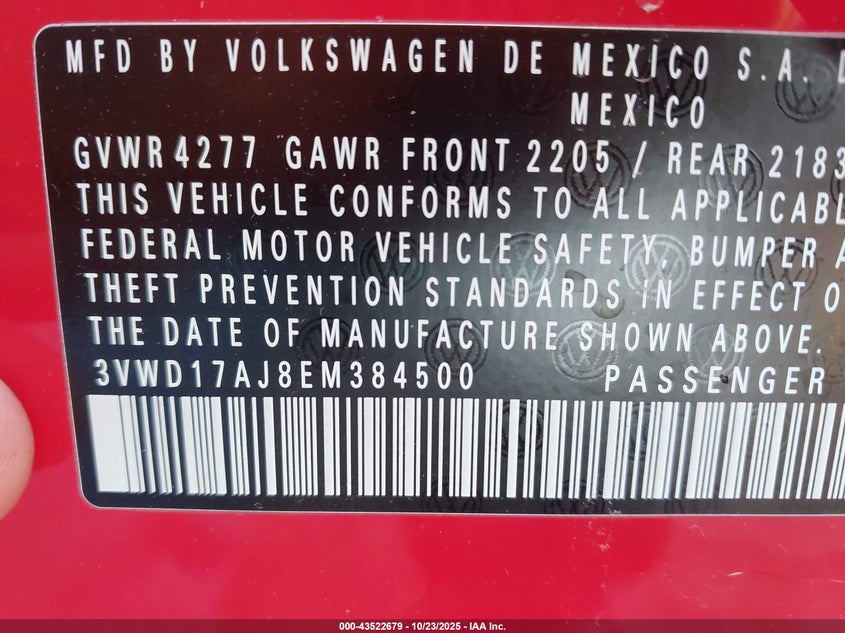 MFD BY VOLKSWAGEN DE MEXICO S.A.
MEXICO
GVWR 4277 GAWR FRONT 2205 / REAR 2183
THIS VEHICLE CONFORMS TO ALL APPLICABL
FEDERAL MOTOR VEHICLE SAFETY, BUMPER A
THEFT PREVENTION STANDARDS IN EFFECT O
THE DATE OF MANUFACTURE SHOWN ABOVE.
3VWD17AJ8EM384500 PASSENGER
000-43522679 - 10/23/2025 - IAA Inc.